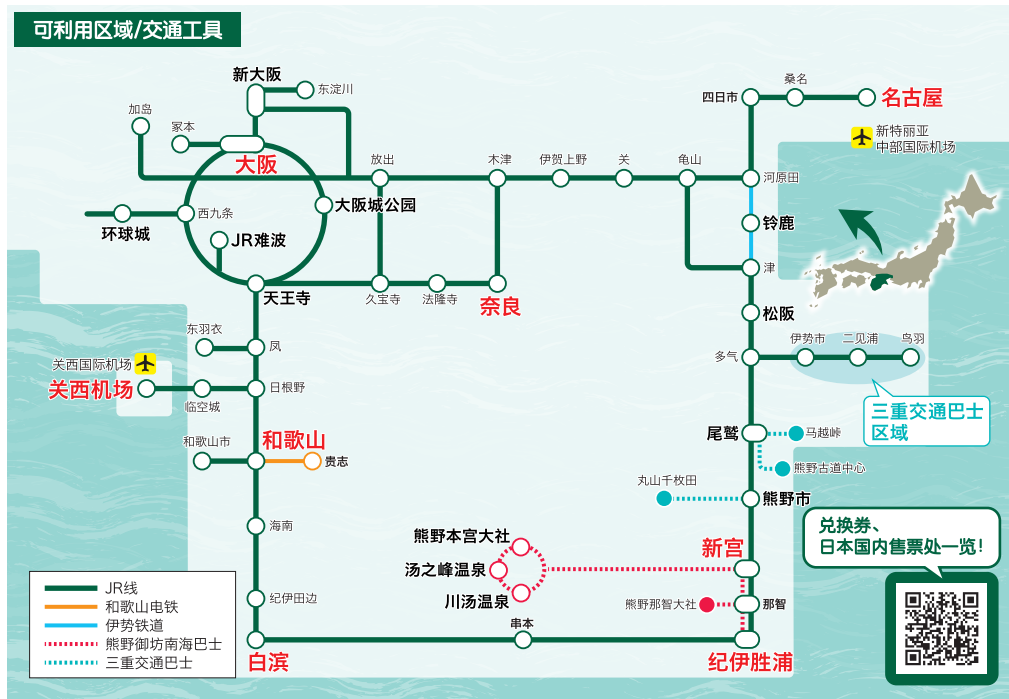 可利用区域/交通工具
新大阪
东淀川
加岛
冢本
大阪
放出
木津
伊贺上野
关
龟山
四日市
桑名
名古屋
新特丽亚
中部国际机场
河原田
铃鹿
津
松阪
西九条
大阪城公园
环球城
JR难波
天王寺
久宝寺
法隆寺
奈良
东羽衣
凤
关西国际机场
关西机场
临空城
日根野
多气
伊势市
二见浦
鸟羽
三重交通巴士
区域
和歌山市
和歌山
贵志
尾鹫
马越峠
熊野古道中心
丸山千枚田
熊野市
海南
熊野本宫大社
汤之峰温泉
川汤温泉
新宫
兑换券、
日本国内售票处一览!
JR线
和歌山电铁
伊势铁道
熊野御坊南海巴士
三重交通巴士
纪伊田边
白滨
串本
熊野那智大社
那智
纪伊胜浦